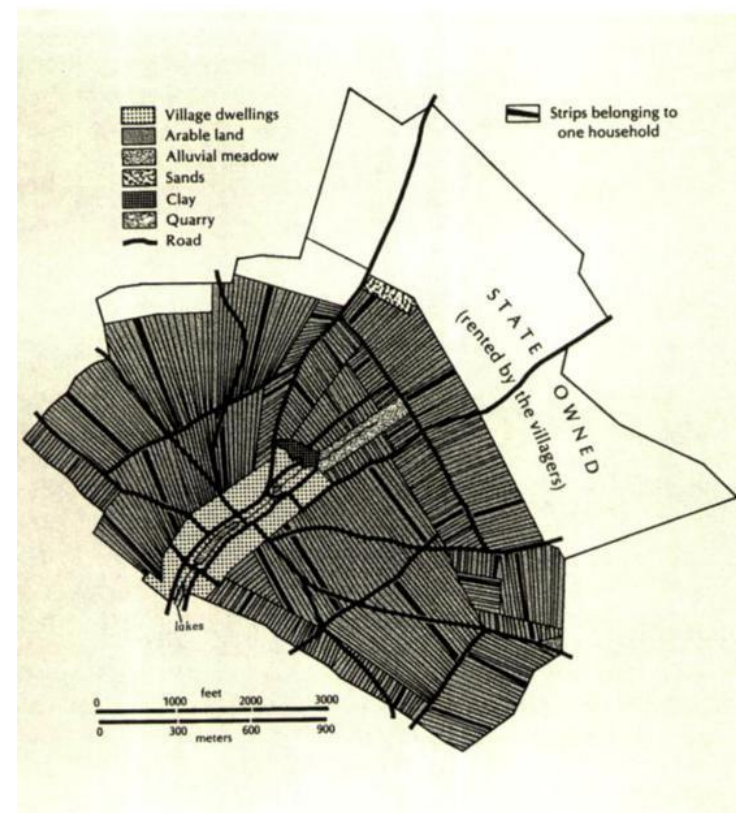 Village dwellings
Arable land
Alluvial meadow
Sands
Clay
Quarry
Road
Strips belonging to
one household
STATE OWNED
(rented by the villagers)
lakes
feet
0 1000 2000 3000
0 300 600 900
meters